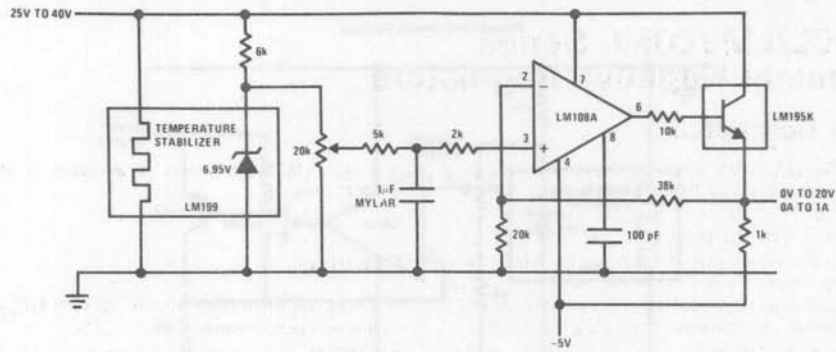 25V TO 40V
6k
7
2
LM108A
6
LM195K
TEMPERATURE
STABILIZER
20k
5k
2k
3
8
10k
6.95V
4
1µF
MYLAR
38k
0V TO 20V
0A TO 1A
LM199
20k
100 pF
1k
−5V